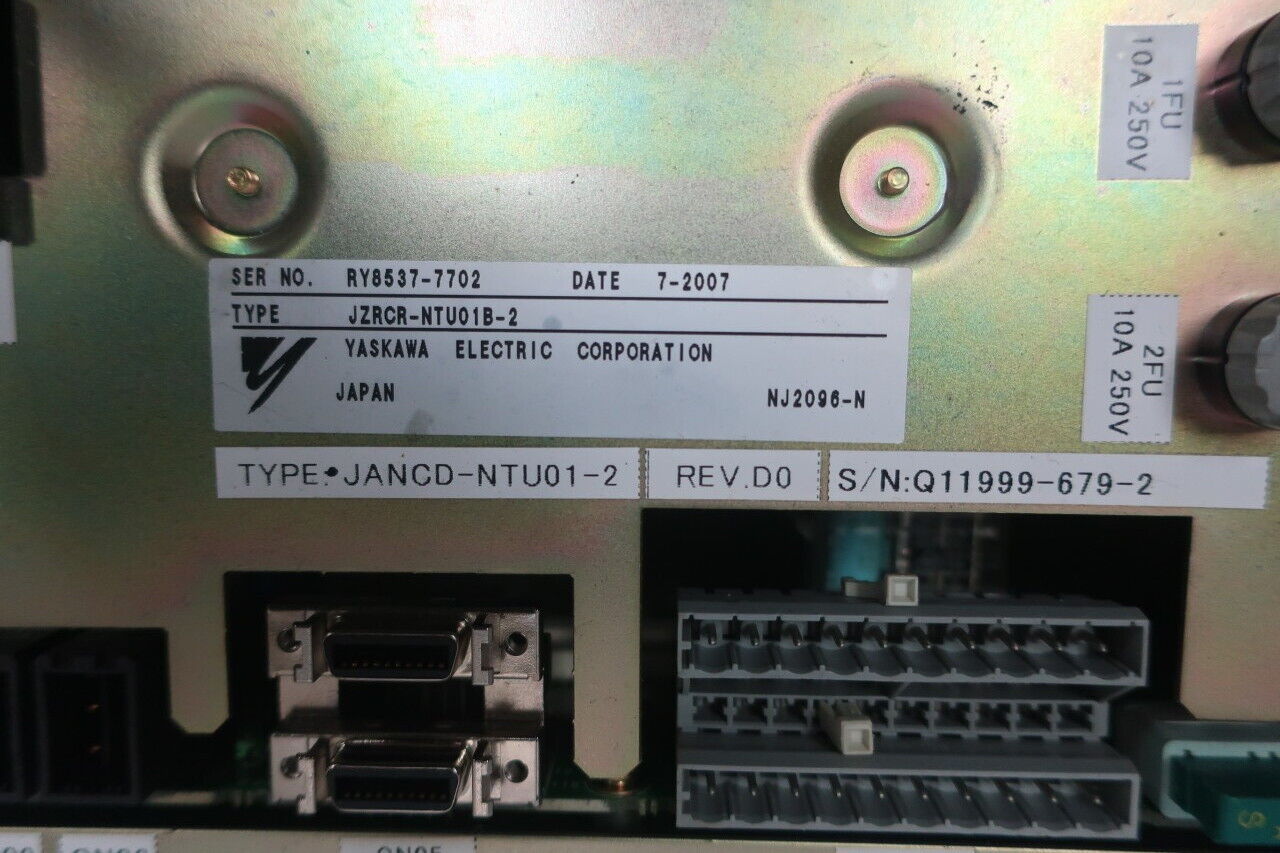 1FU
10A 250V
SER NO. RY8537-7702 DATE 7-2007
TYPE JZRCR-NTU01B-2
YASKAWA ELECTRIC CORPORATION
JAPAN NJ2096-N
2FU
10A 250V
TYPE:JANCD-NTU01-2 REV.D0 S/N:Q11999-679-2